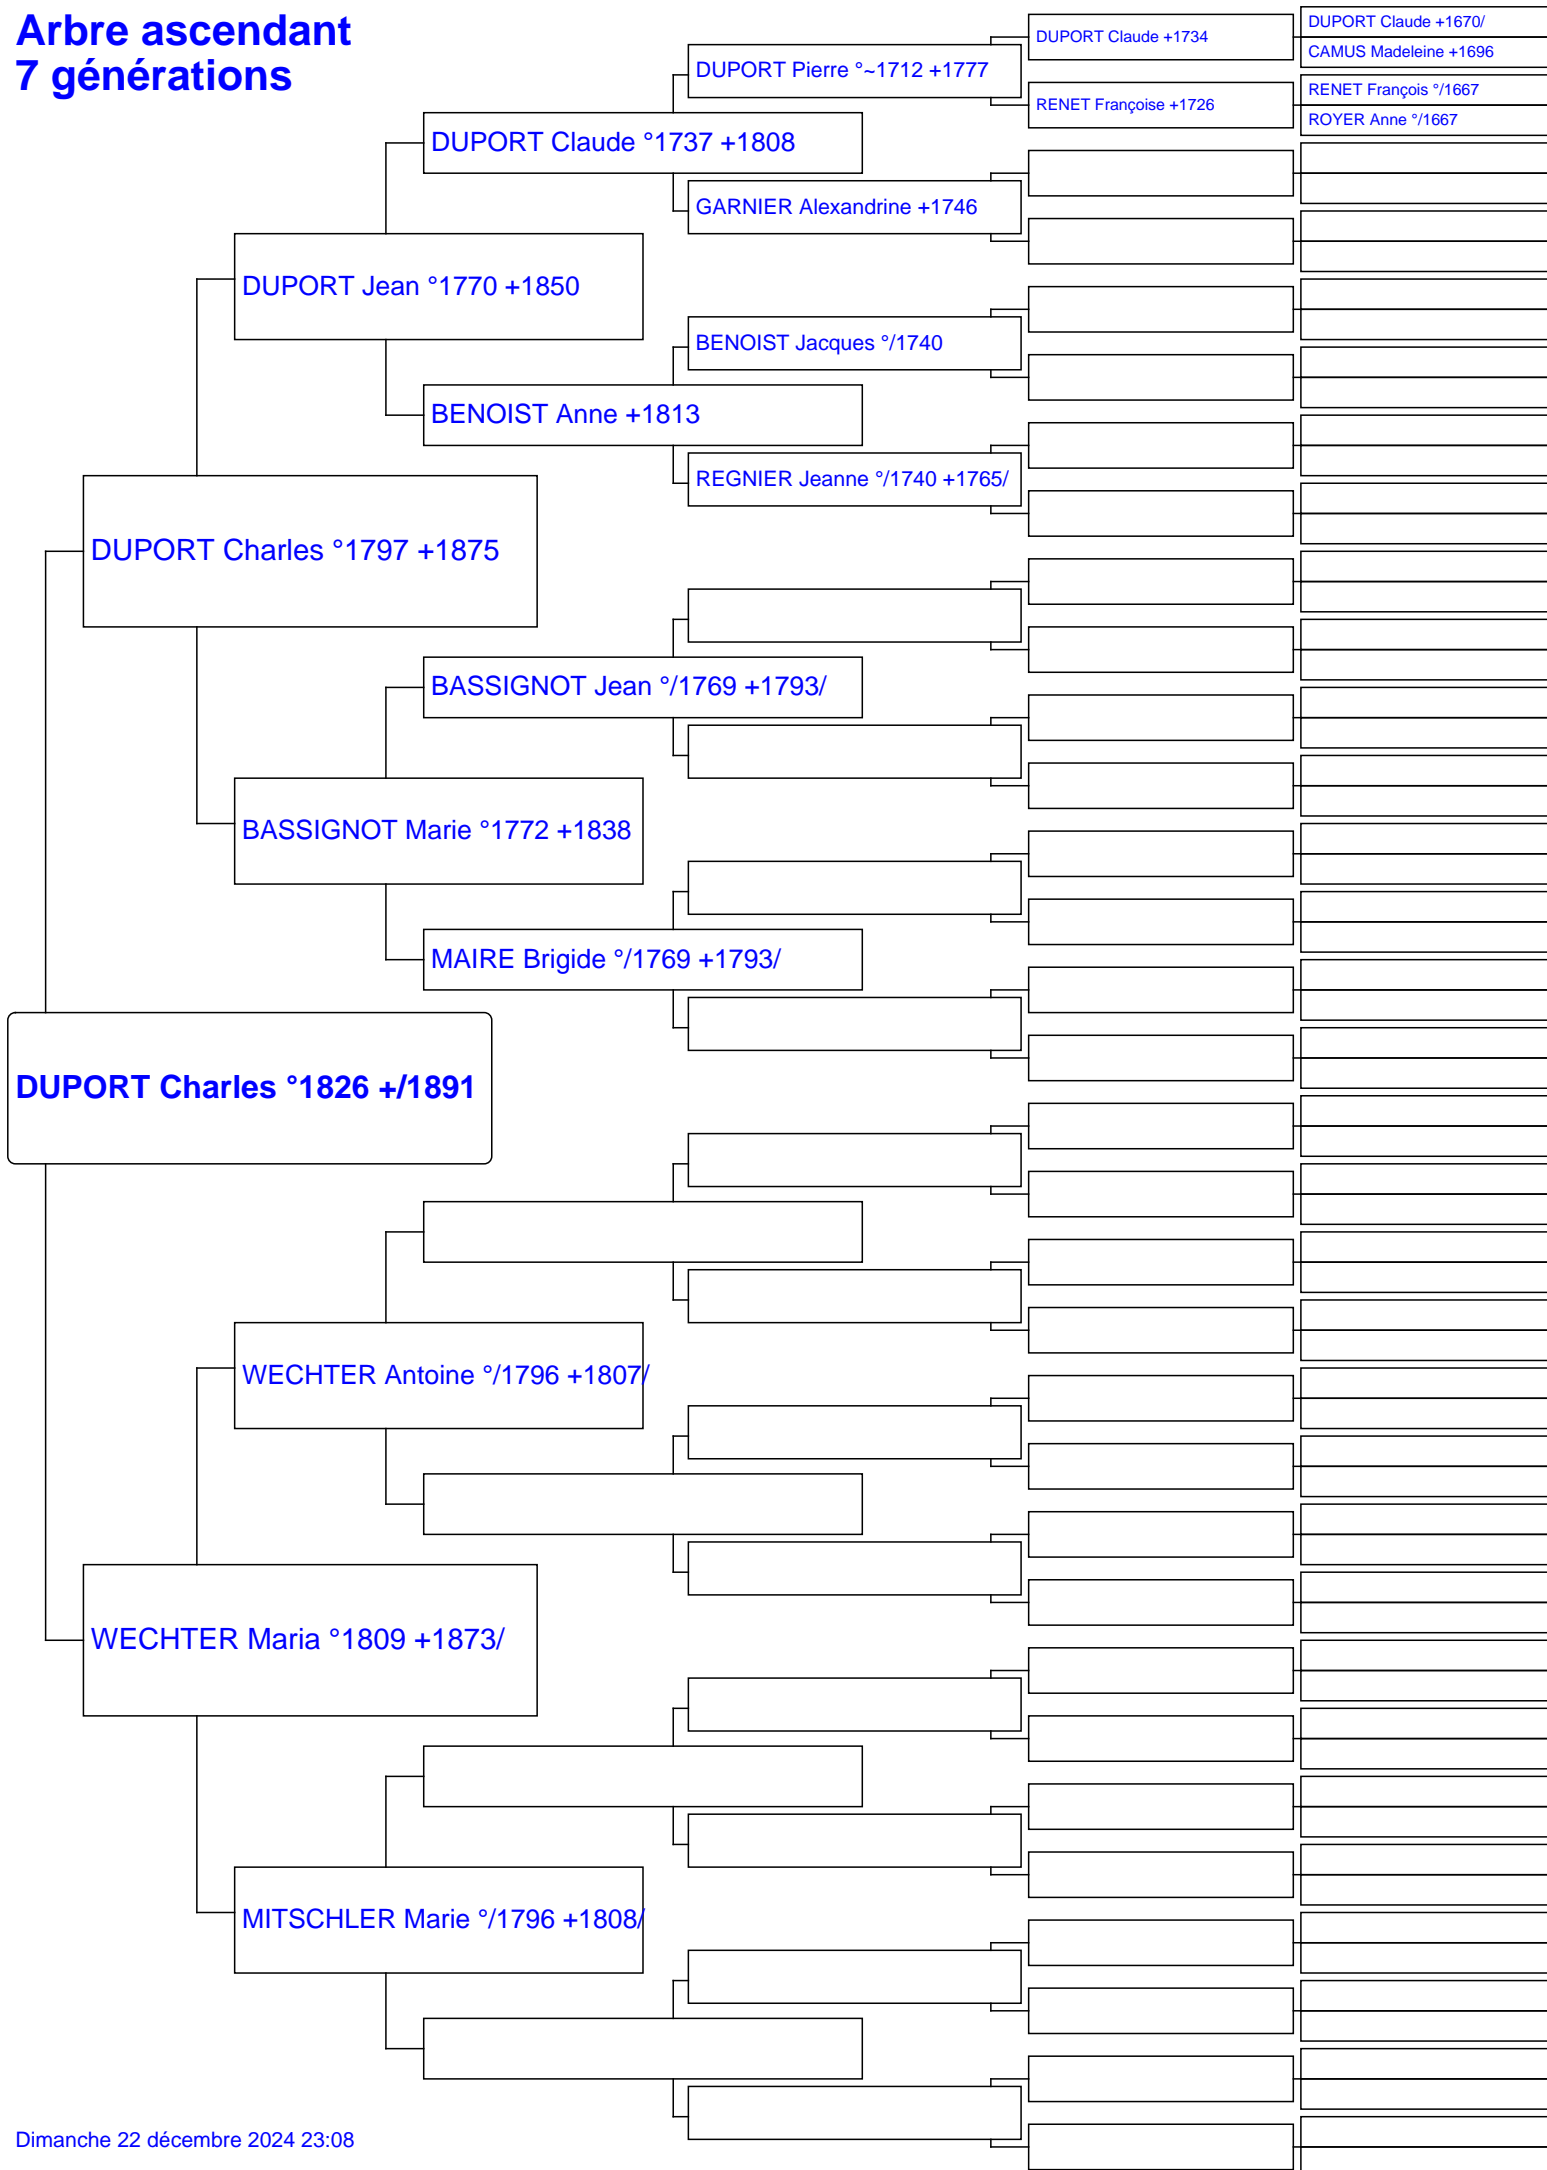 Arbre ascendant
7 générations
DUPORT Claude +1670/
DUPORT Claude +1734
CAMUS Madeleine +1696
DUPORT Pierre °~1712 +1777
RENET François °/1667
RENET Françoise +1726
ROYER Anne °/1667
DUPORT Claude °1737 +1808
GARNIER Alexandrine +1746
DUPORT Jean °1770 +1850
BENOIST Jacques °/1740
BENOIST Anne +1813
REGNIER Jeanne °/1740 +1765/
DUPORT Charles °1797 +1875
BASSIGNOT Jean °/1769 +1793/
BASSIGNOT Marie °1772 +1838
MAIRE Brigide °/1769 +1793/
DUPORT Charles °1826 +/1891
WECHTER Antoine °/1796 +1807/
WECHTER Maria °1809 +1873/
MITSCHLER Marie °/1796 +1808/
Dimanche 22 décembre 2024 23:08